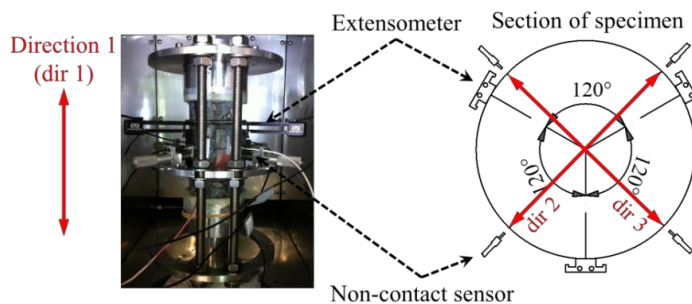 Direction 1
(dir 1)
Extensometer
Section of specimen
120°
120°
120°
dir 2
dir 3
Non-contact sensor